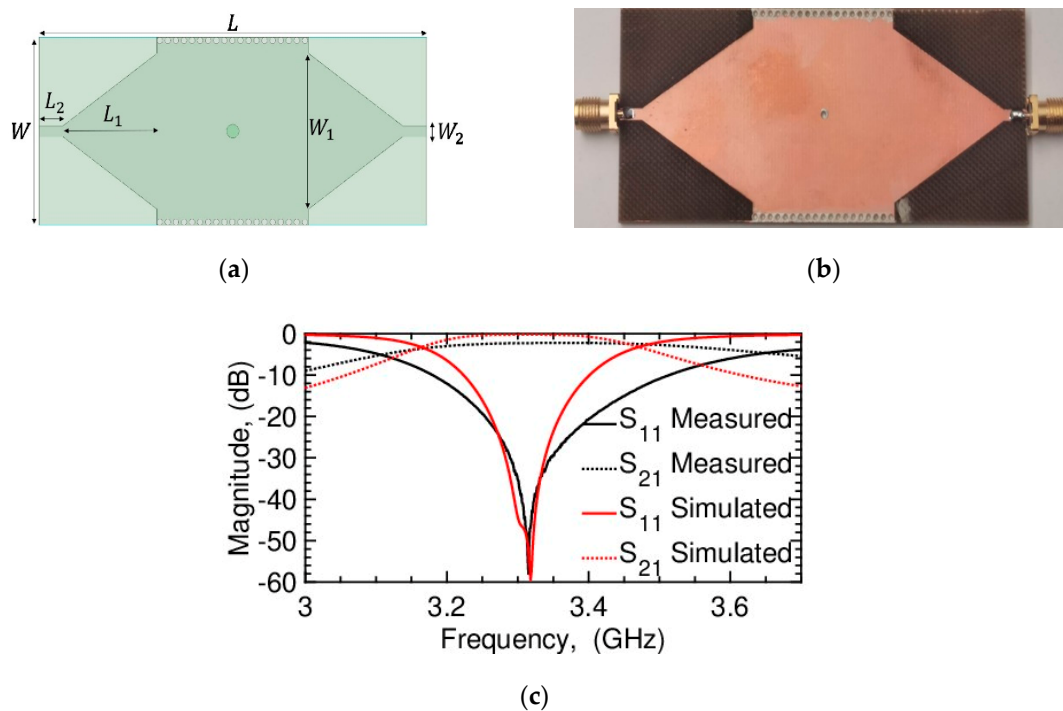 L
L2
L1
W
W1
W2
(a)
(b)
0
-10
-20
-30
-40
-50
-60
Magnitude, (dB)
S11 Measured
S21 Measured
S11 Simulated
S21 Simulated
3
3.2
3.4
3.6
Frequency, (GHz)
(c)